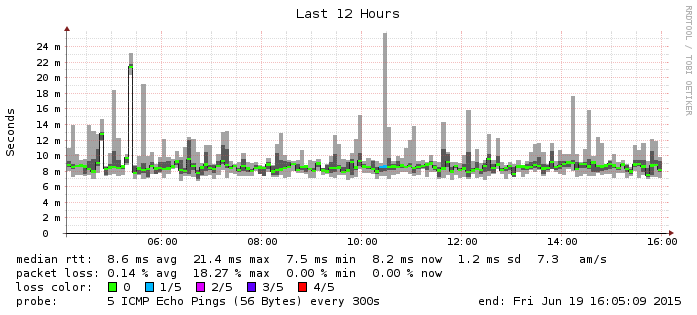 Last 12 Hours
RRDTOOL / TOBI OETIKER
Seconds
24 m
22 m
20 m
18 m
16 m
14 m
12 m
10 m
8 m
6 m
4 m
2 m
0
06:00 08:00 10:00 12:00 14:00 16:00
median rtt: 8.6 ms avg 21.4 ms max 7.5 ms min 8.2 ms now 1.2 ms sd 7.3 am/s
packet loss: 0.14 % avg 18.27 % max 0.00 % min 0.00 % now
loss color: 0 1/5 2/5 3/5 4/5
probe: 5 ICMP Echo Pings (56 Bytes) every 300s end: Fri Jun 19 16:05:09 2015